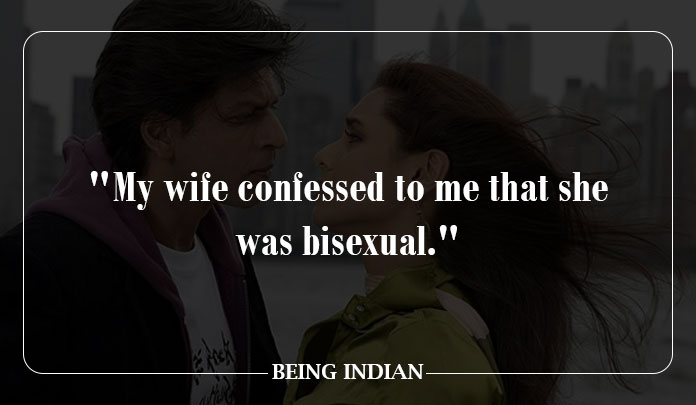 "My wife confessed to me that she
was bisexual."
BEING INDIAN